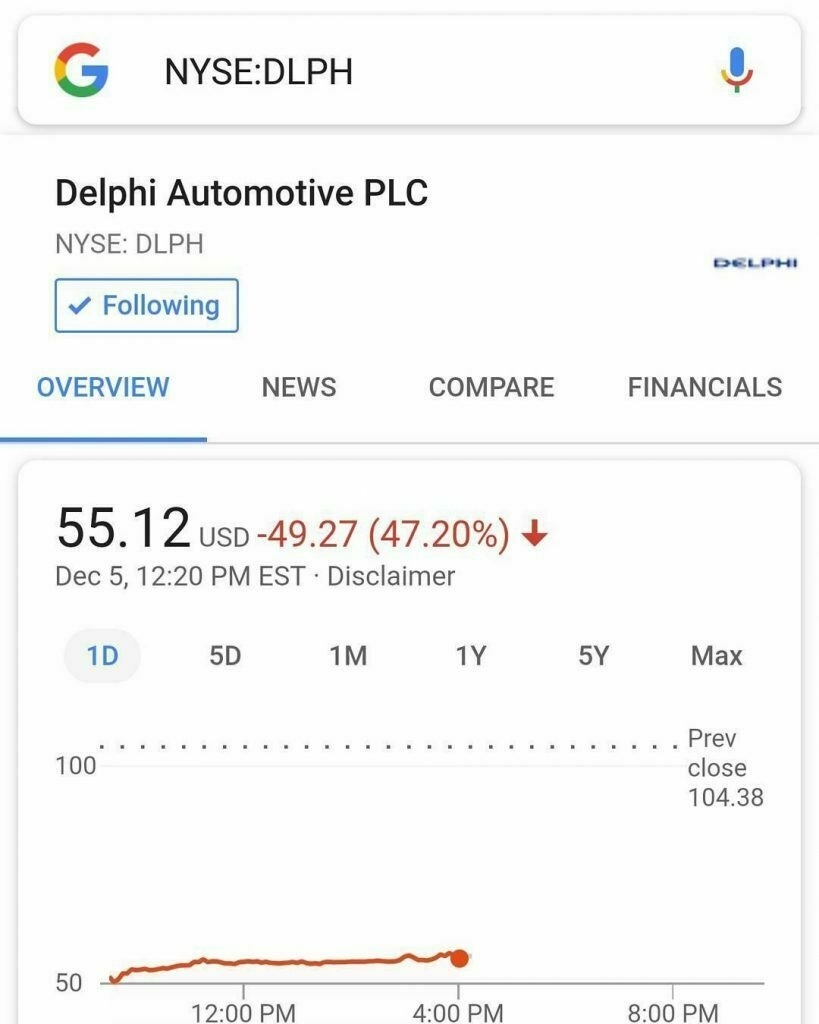 NYSE:DLPH
Delphi Automotive PLC
NYSE: DLPH
DELPHI
Following
OVERVIEW NEWS COMPARE FINANCIALS
55.12 USD -49.27 (47.20%)
Dec 5, 12:20 PM EST · Disclaimer
1D 5D 1M 1Y 5Y Max
Prev
close
104.38
100
50
12:00 PM 4:00 PM 8:00 PM